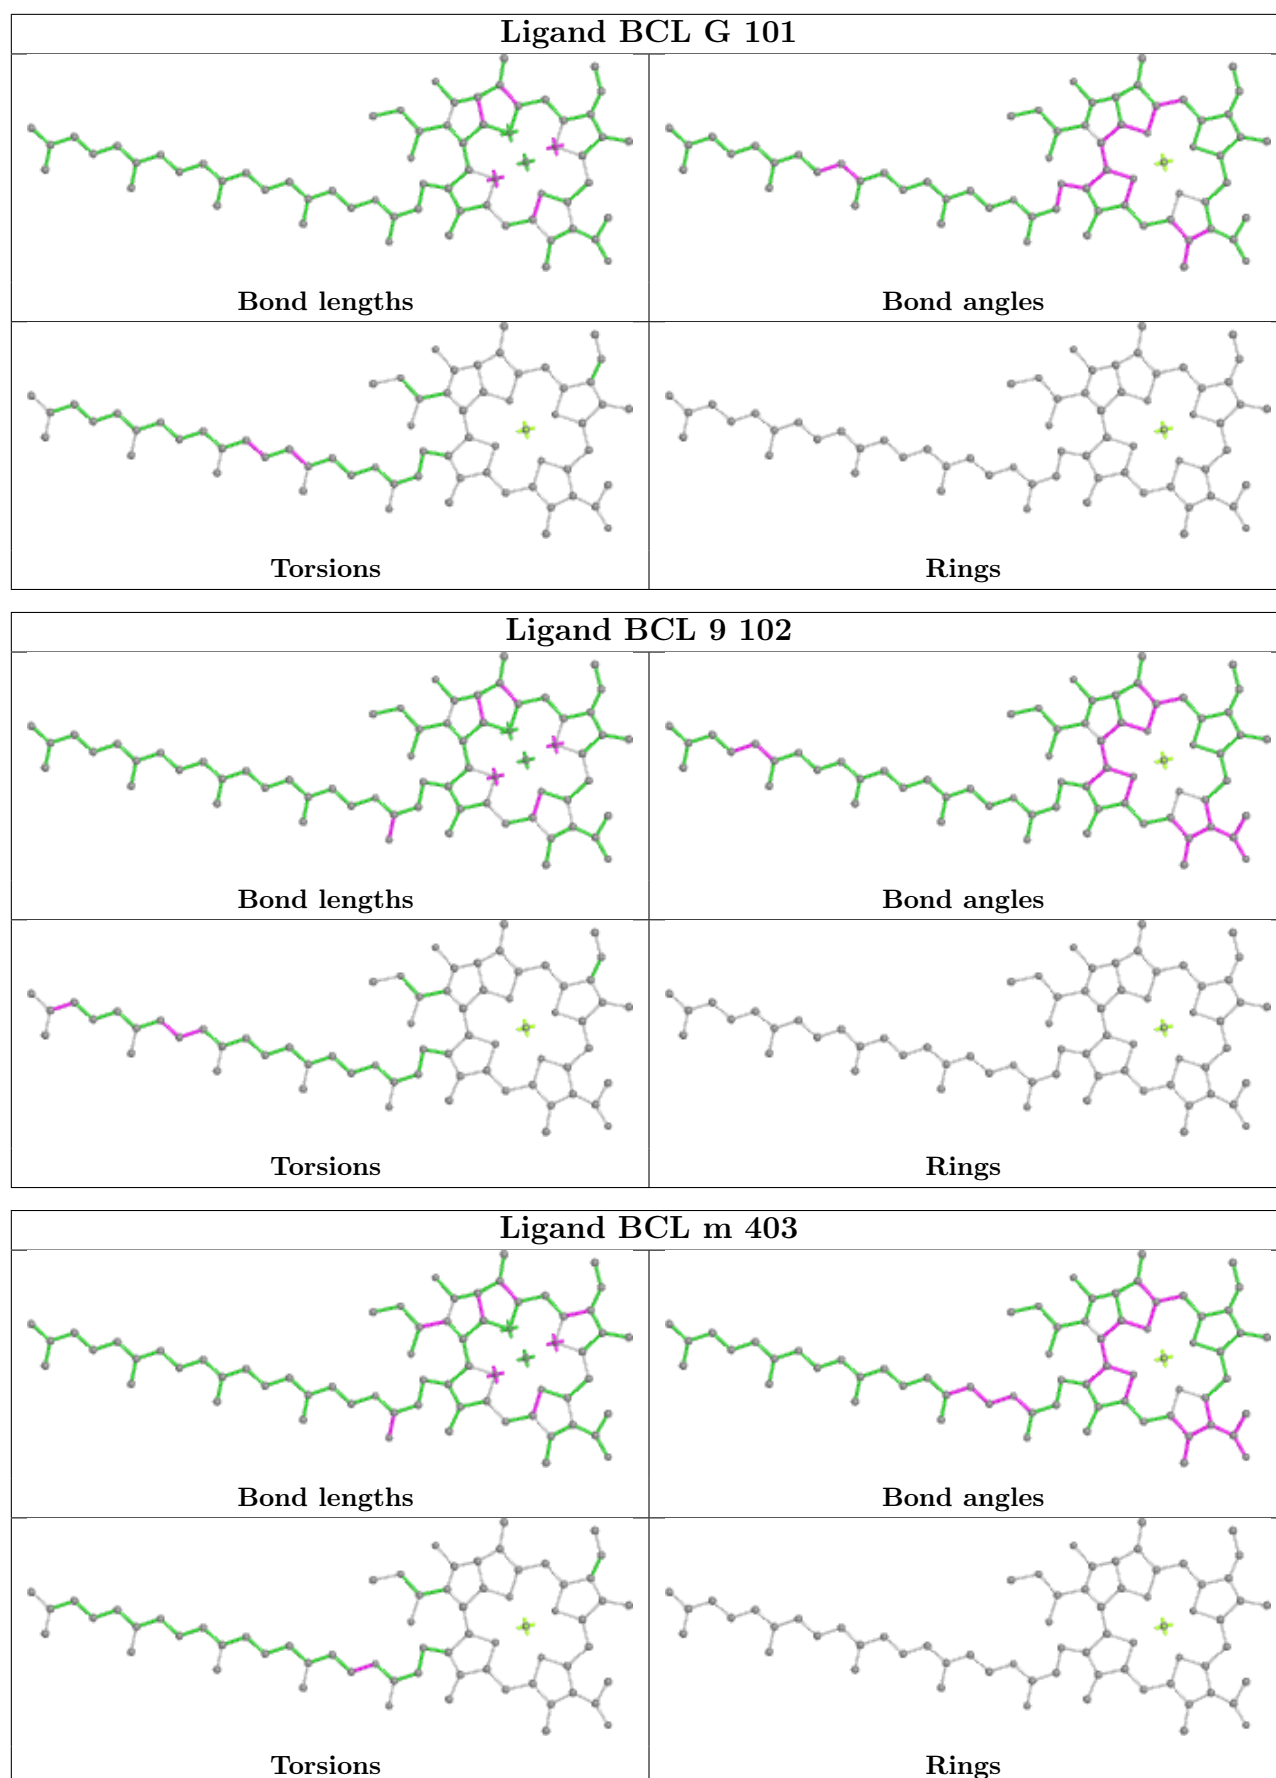 Ligand BCL G 101
Bond lengths
Bond angles
Torsions
Rings
Ligand BCL 9 102
Bond lengths
Bond angles
Torsions
Rings
Ligand BCL m 403
Bond lengths
Bond angles
Torsions
Rings